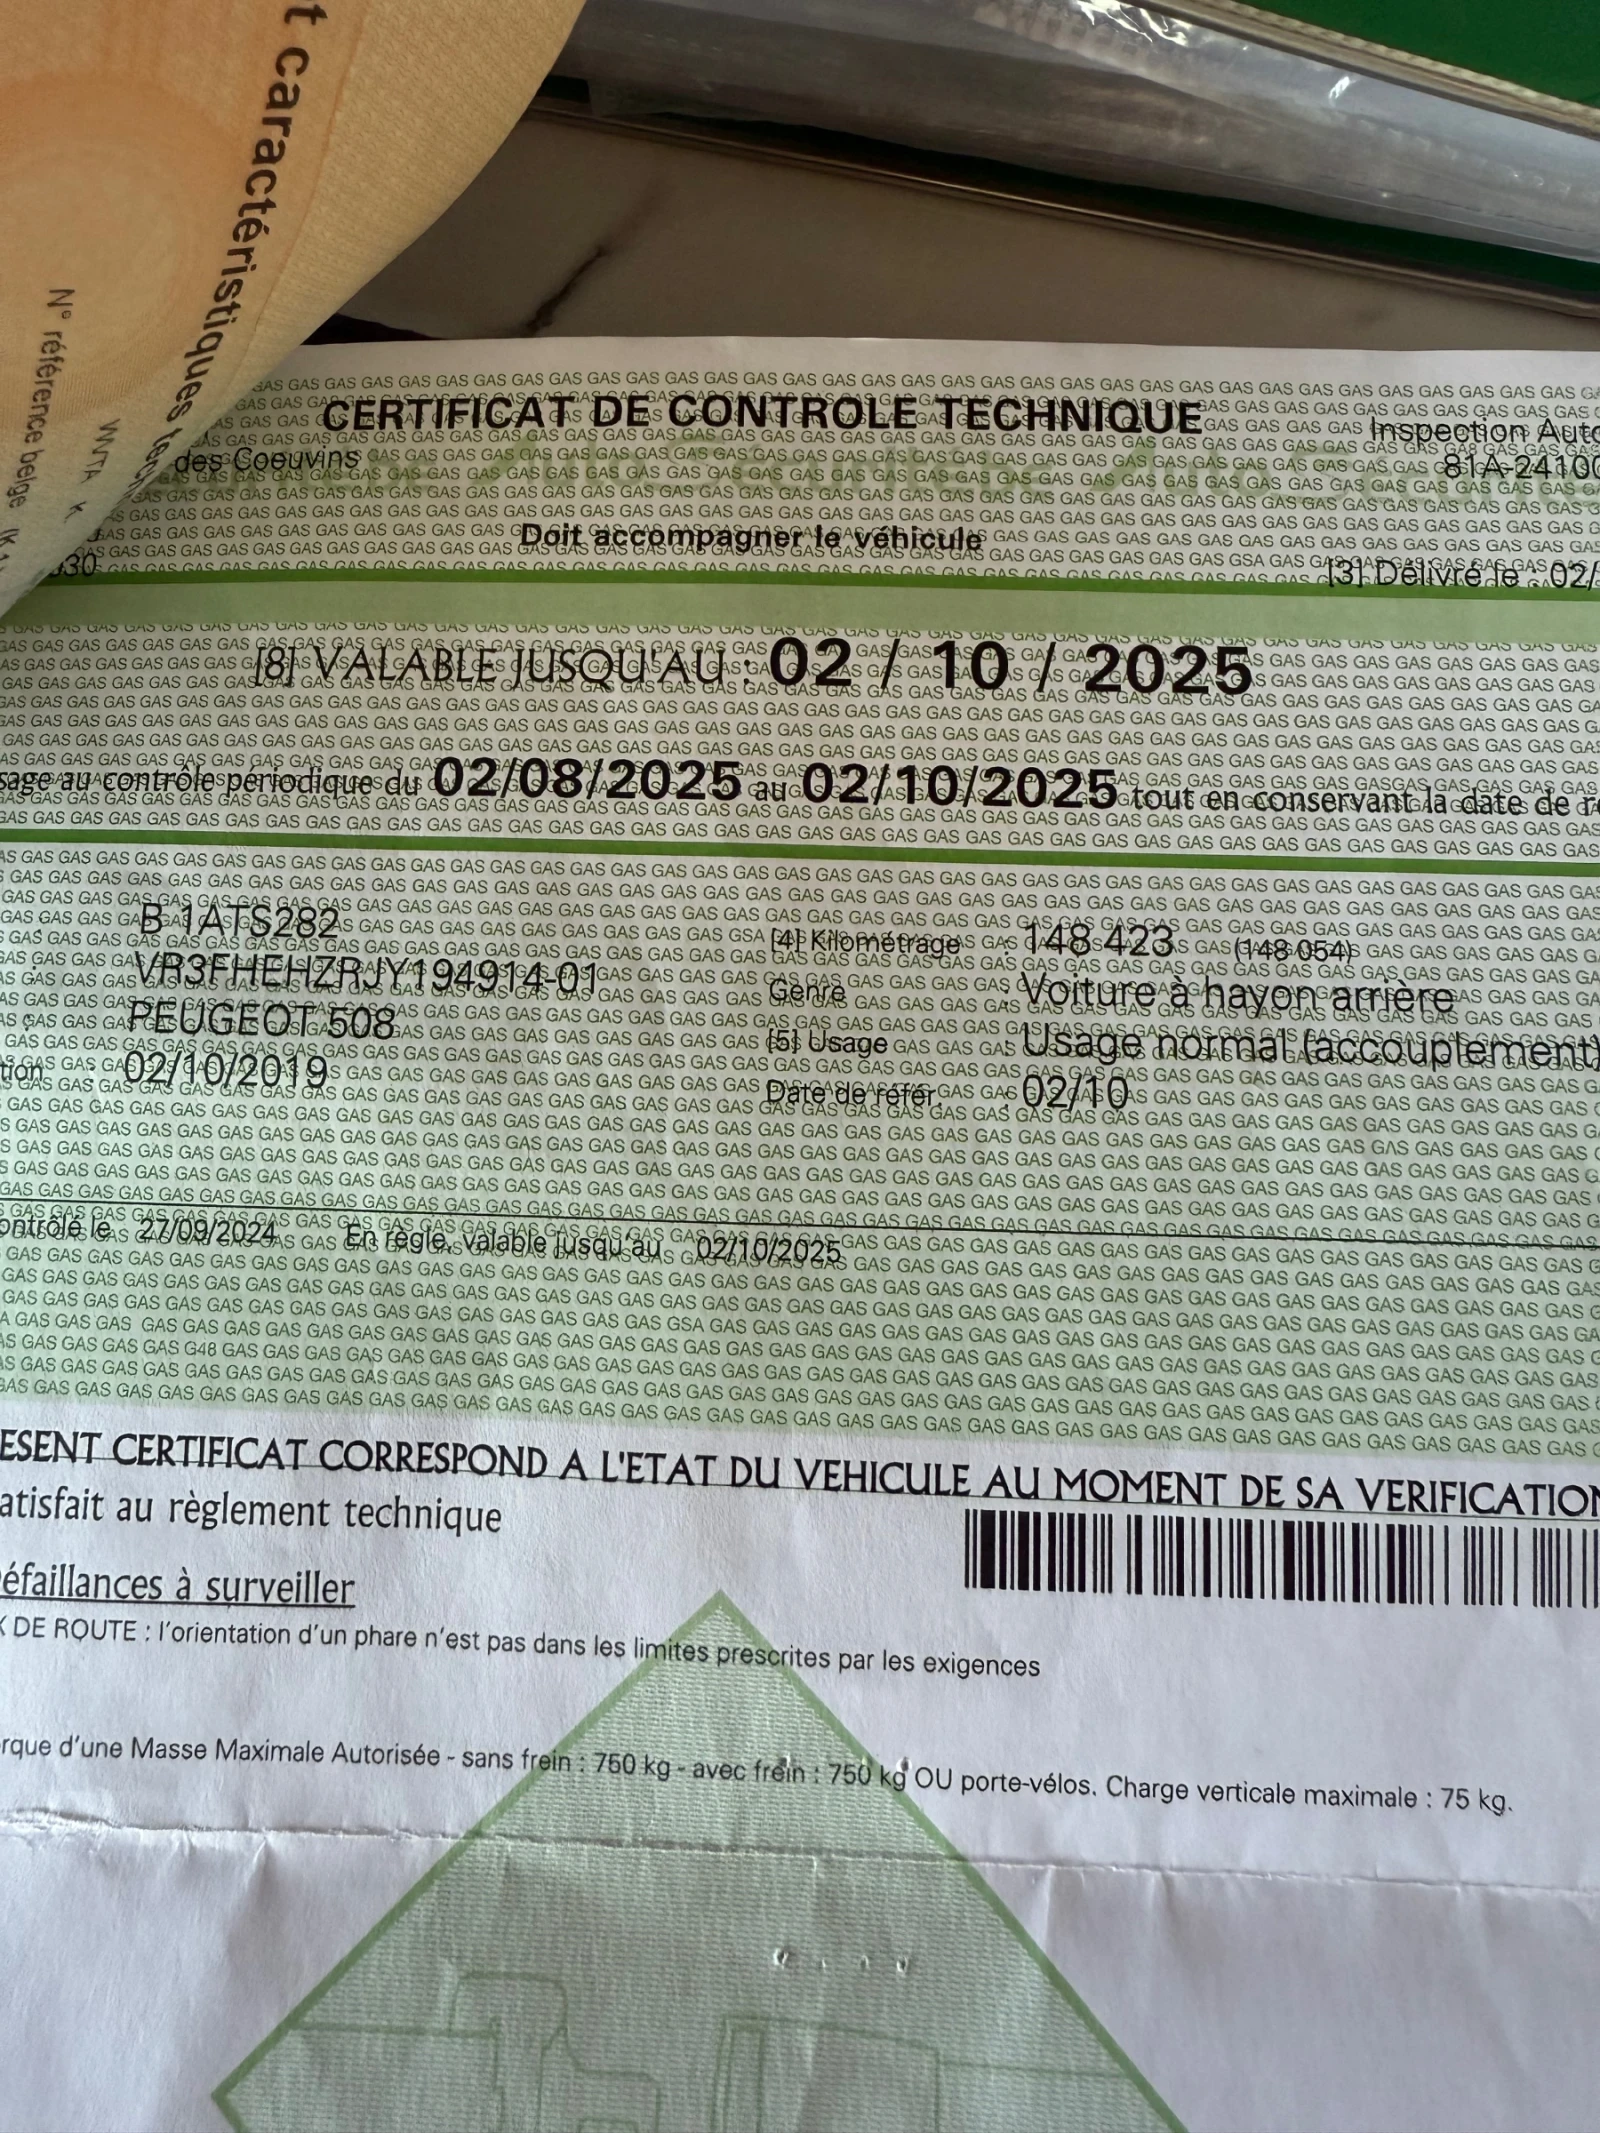 t caractéristiques tech
N° référence belge
CERTIFICAT DE CONTROLE TECHNIQUE
Inspection Auto
des Coeuvins
81A-24100
Doit accompagner le véhicule
030
[3] Délivré le : 02/
[8] VALABLE JUSQU'AU : 02 / 10 / 2025
sage au contrôle périodique du 02/08/2025 au 02/10/2025 tout en conservant la date de r
B 1ATS282
[4] Kilométrage : 148 423 (148 054)
VR3FHEHZRJY194914-01
Genre : Voiture à hayon arrière
PEUGEOT 508
[5] Usage : Usage normal (accouplement)
tion : 02/10/2019
Date de référ. : 02/10
ontrôlé le 27/09/2024 En règle, valable jusqu'au 02/10/2025
ESENT CERTIFICAT CORRESPOND A L'ETAT DU VEHICULE AU MOMENT DE SA VERIFICATION
atisfait au règlement technique
éfaillances à surveiller
X DE ROUTE : l'orientation d'un phare n'est pas dans les limites prescrites par les exigences
rque d'une Masse Maximale Autorisée - sans frein : 750 kg - avec frein : 750 kg OU porte-vélos. Charge verticale maximale : 75 kg.